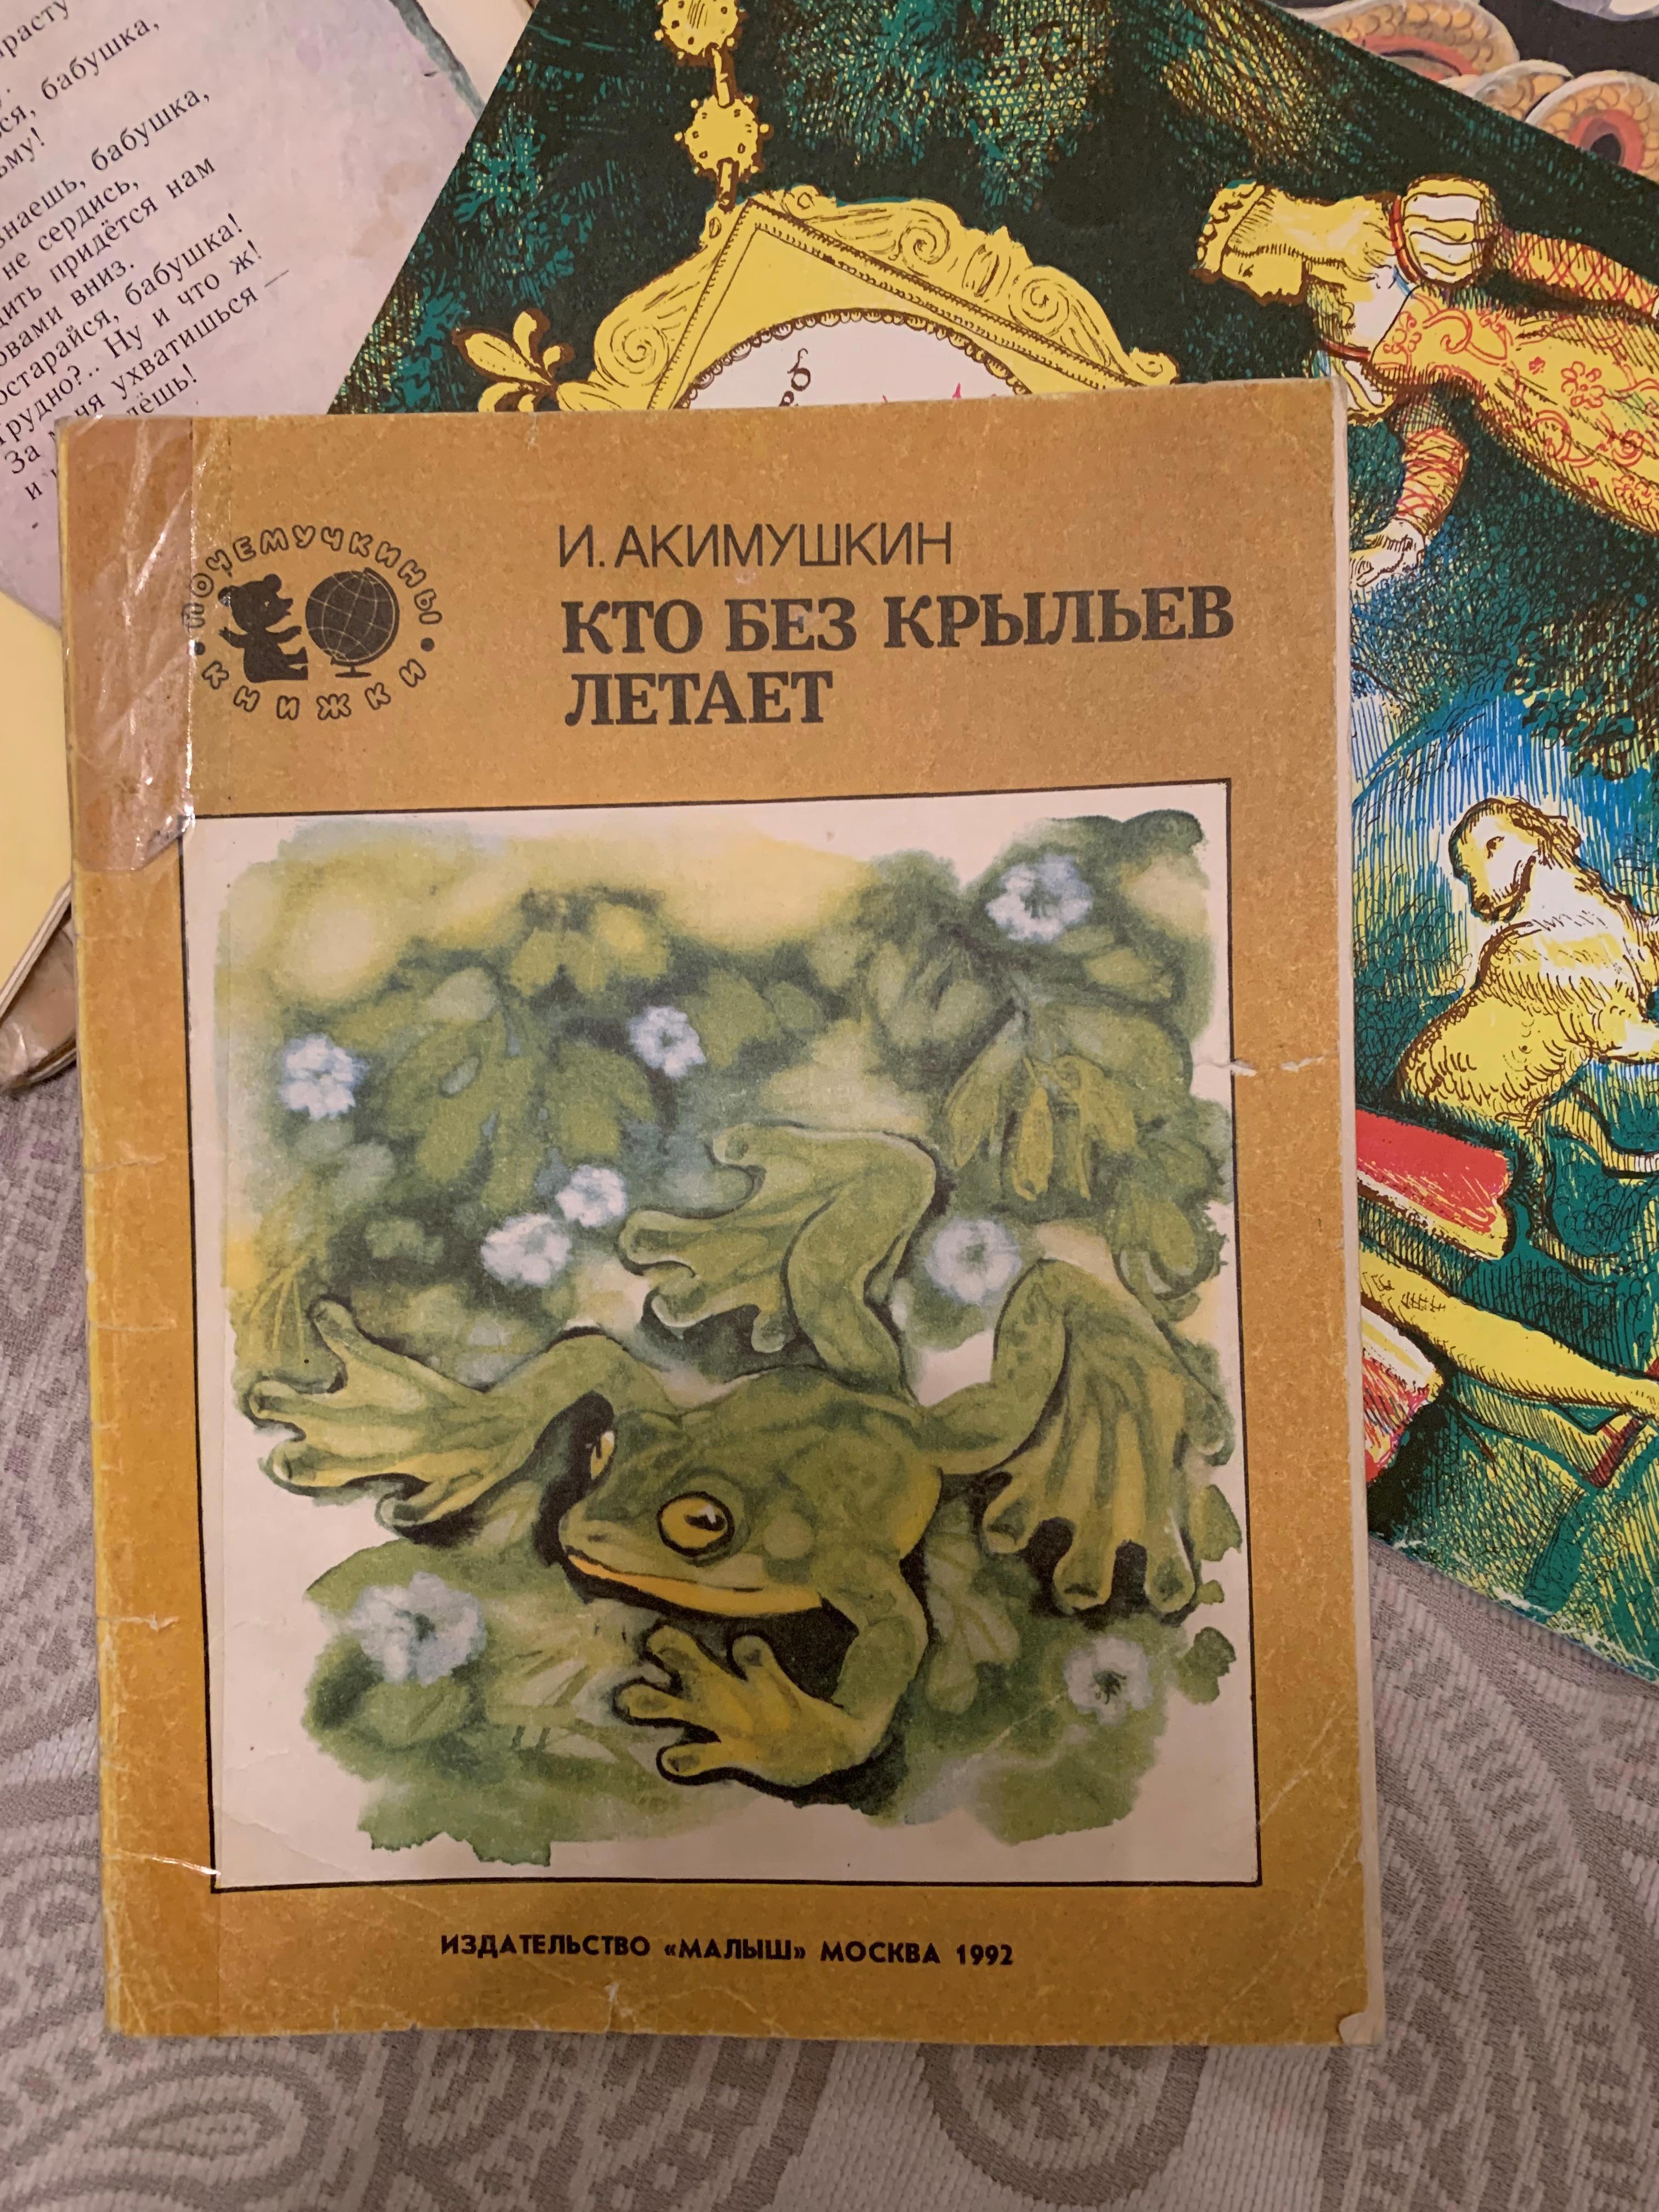 бабушка,
знаешь, бабушка,
не сердись,
придётся нам
вниз.
бабушка!
Ну и что ж!
ухватишься —
За
и
ПОЧЕМУЧКИНЫ
КНИЖКИ
И. АКИМУШКИН
КТО БЕЗ КРЫЛЬЕВ
ЛЕТАЕТ
ИЗДАТЕЛЬСТВО «МАЛЫШ» МОСКВА 1992